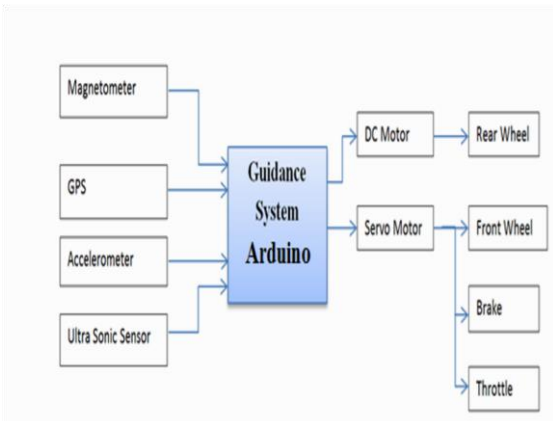 Magnetometer
GPS
Accelerometer
Ultra Sonic Sensor
Guidance
System
Arduino
DC Motor
Rear Wheel
Servo Motor
Front Wheel
Brake
Throttle